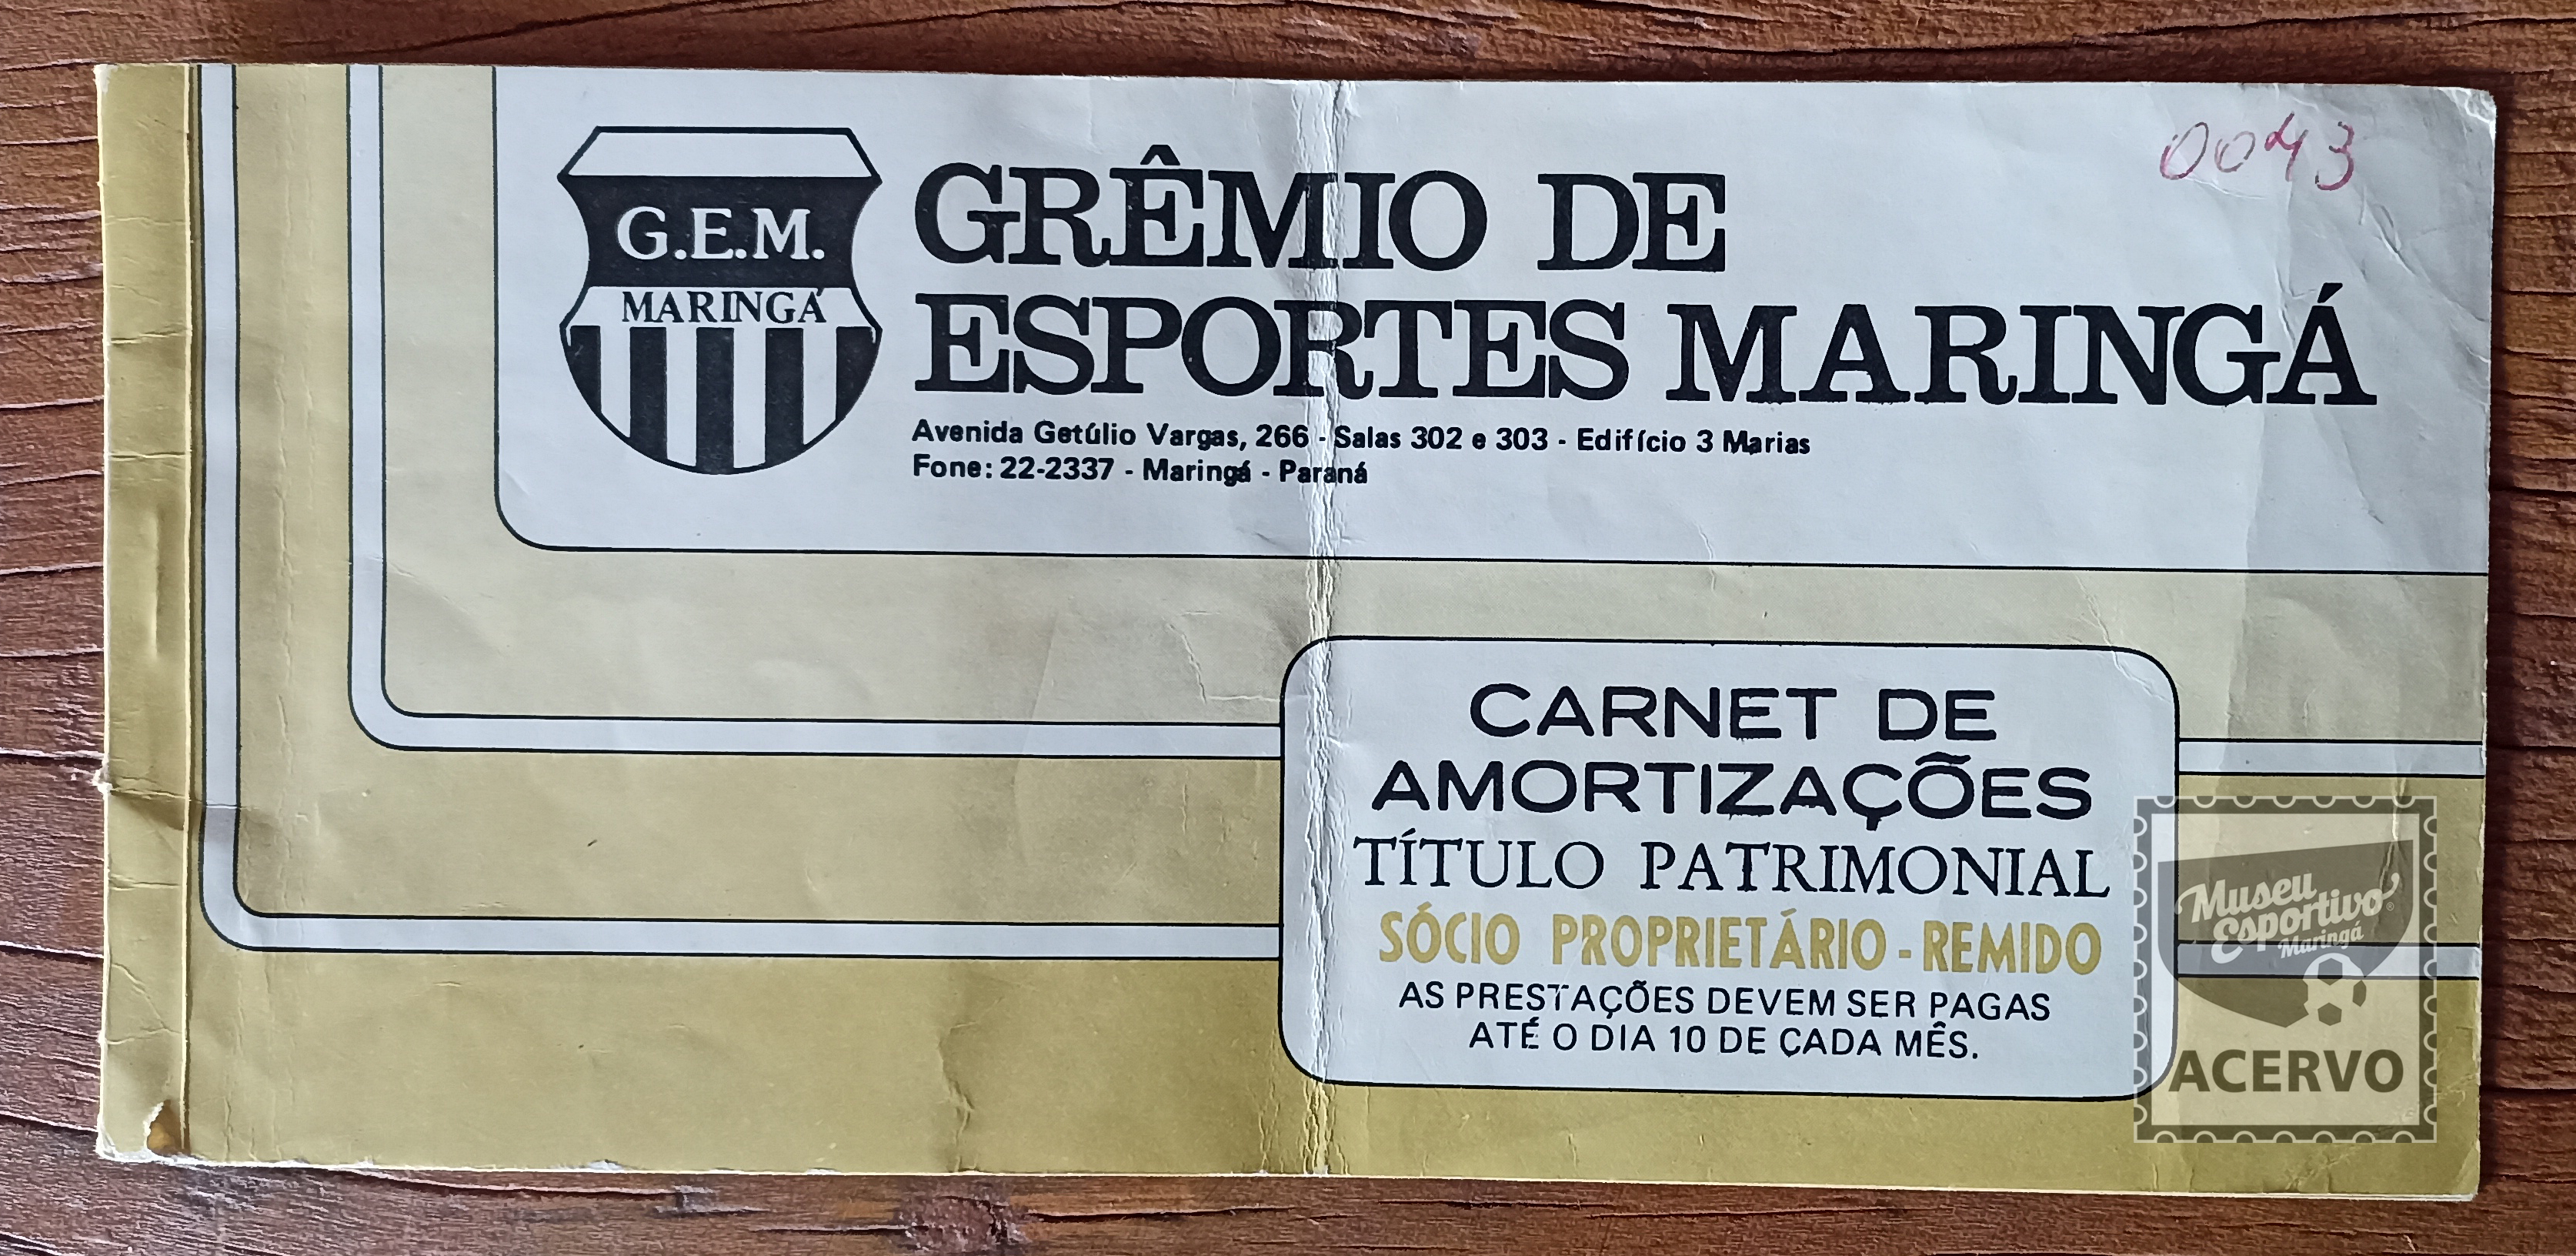 0043
G.E.M.
MARINGÁ
GRÊMIO DE
ESPORTES MARINGÁ
Avenida Getúlio Vargas, 266 - Salas 302 e 303 - Edifício 3 Marias
Fone: 22-2337 - Maringá - Paraná
CARNET DE
AMORTIZAÇÕES
TÍTULO PATRIMONIAL
SÓCIO PROPRIETÁRIO - REMIDO
AS PRESTAÇÕES DEVEM SER PAGAS
ATÉ O DIA 10 DE CADA MÊS.
Museu
Esportivo®
Maringá
ACERVO